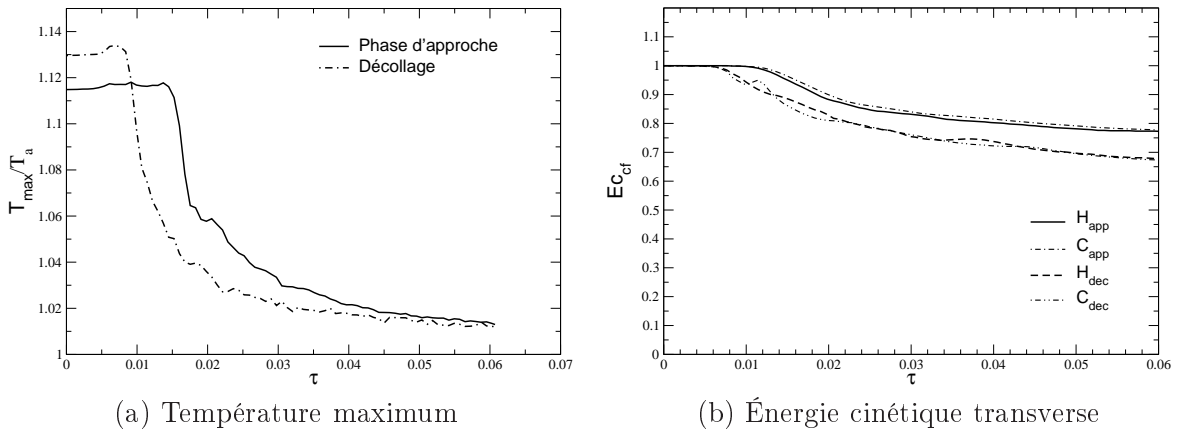 1.14
1.12
1.1
1.08
1.06
1.04
1.02
1
T_max/T_a
0 0.01 0.02 0.03 0.04 0.05 0.06 0.07
τ
Phase d'approche
Décollage
(a) Température maximum
1.1
1
0.9
0.8
0.7
0.6
0.5
0.4
0.3
0.2
0.1
0
Ec_cf
0 0.01 0.02 0.03 0.04 0.05 0.06
τ
H_app
C_app
H_dec
C_dec
(b) Énergie cinétique transverse